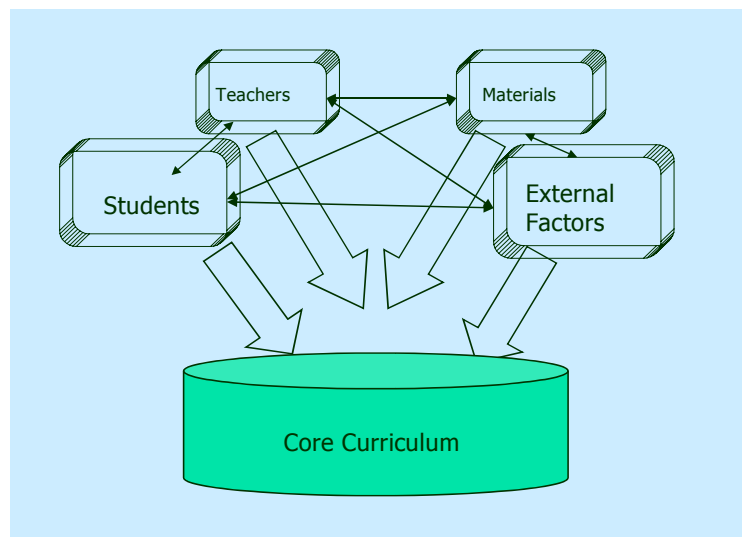 Teachers
Materials
Students
External
Factors
Core Curriculum